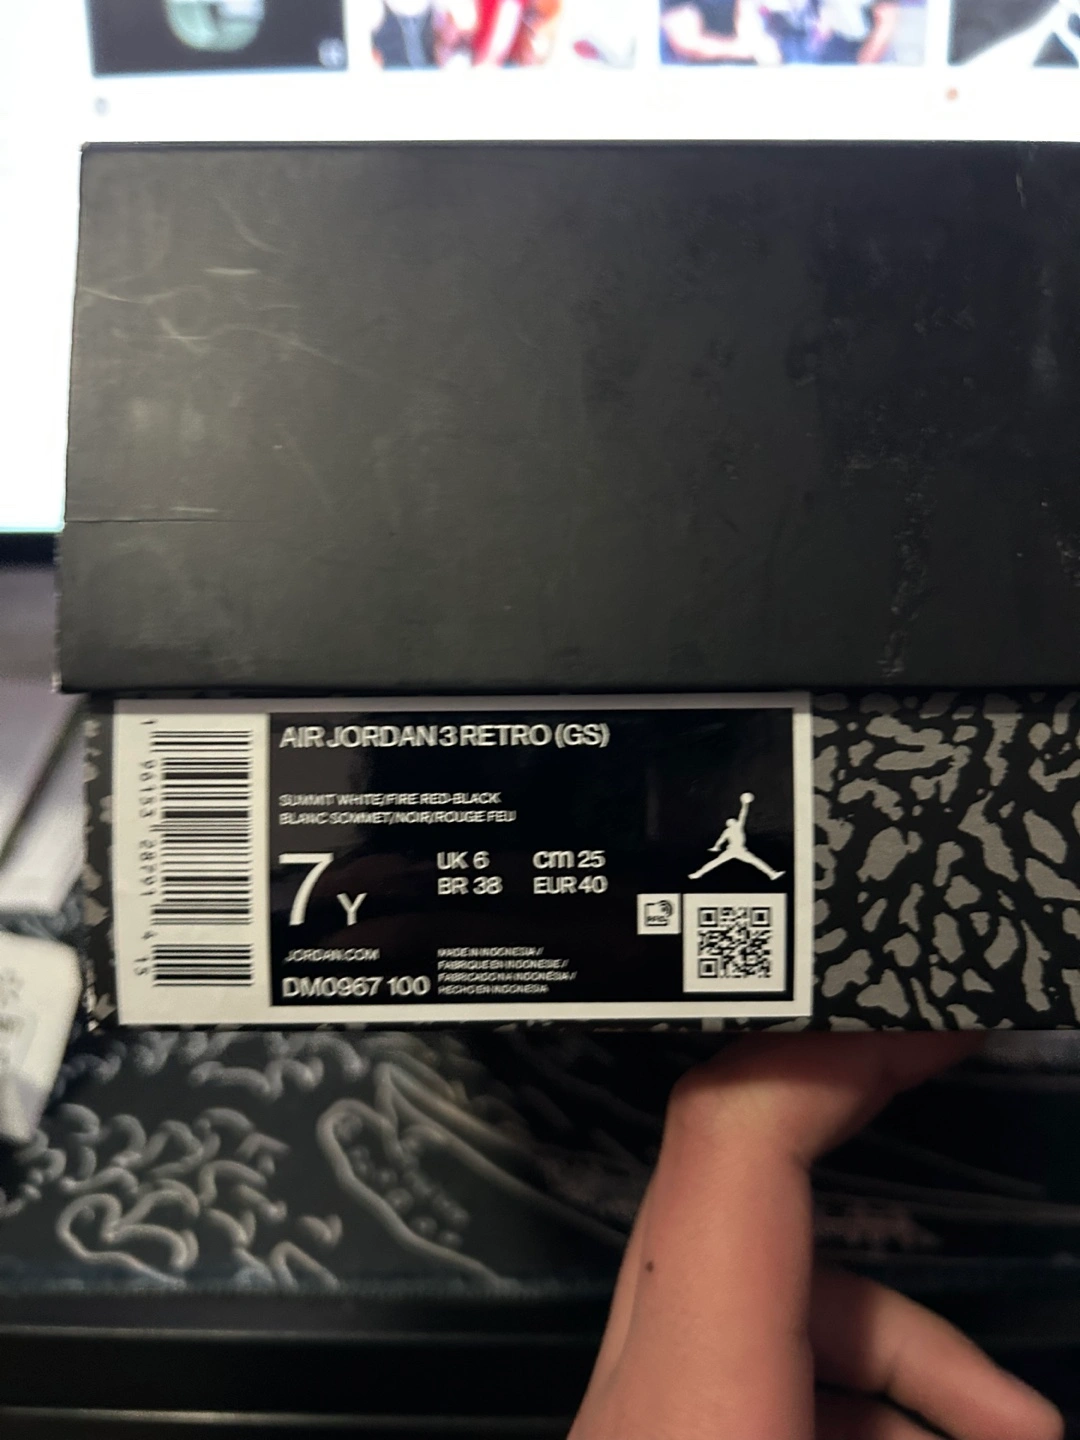 AIR JORDAN 3 RETRO (GS)
SUMMIT WHITE/FIRE RED-BLACK
BLANC SOMMET/NOIR/ROUGE FEU
7 Y
UK 6 cm 25
BR 38 EUR 40
JORDAN.COM
DM0967 100
MADE IN INDONESIA /
FABRIQUE EN INDONESIE /
FABRICADO NA INDONESIA /
HECHO EN INDONESIA